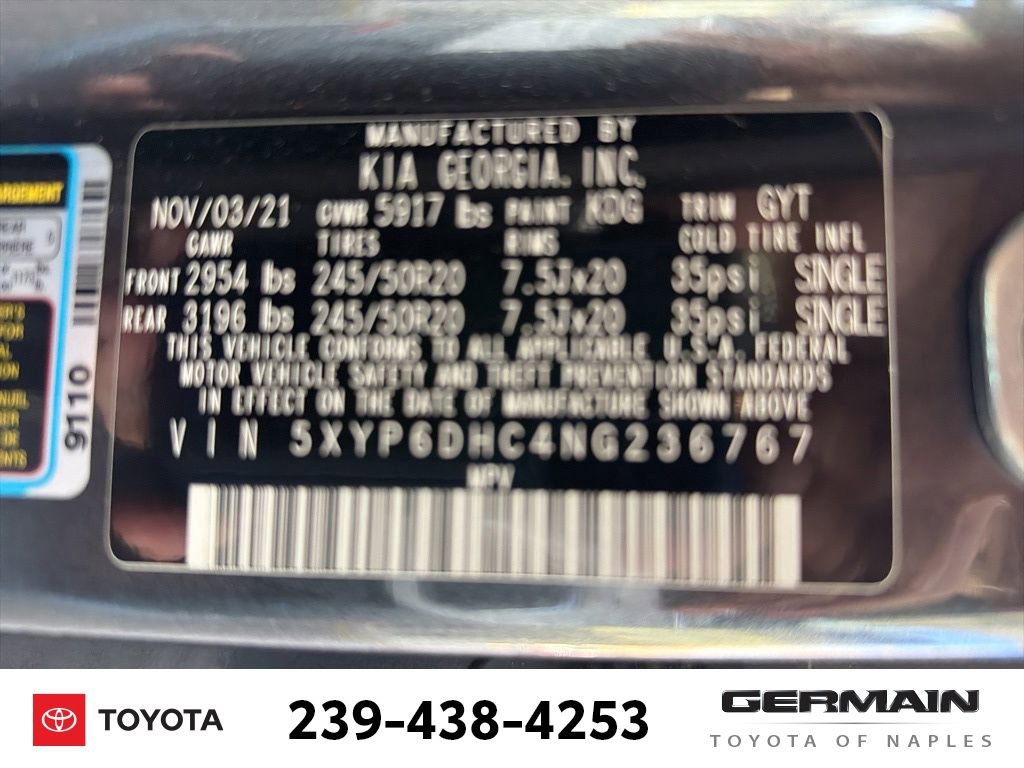 MANUFACTURED BY
KIA GEORGIA, INC.
NOV/03/21 GVWR 5917 lbs PAINT KDG TRIM GYT
GAWR TIRES RIMS COLD TIRE INFL
FRONT 2954 lbs 245/50R20 7.5Jx20 35psi SINGLE
REAR 3196 lbs 245/50R20 7.5Jx20 35psi SINGLE
THIS VEHICLE CONFORMS TO ALL APPLICABLE U.S.A. FEDERAL
MOTOR VEHICLE SAFETY AND THEFT PREVENTION STANDARDS
IN EFFECT ON THE DATE OF MANUFACTURE SHOWN ABOVE
VIN 5XYP6DHC4NG236767
MPV
9110
TOYOTA
239-438-4253
GERMAIN
TOYOTA OF NAPLES